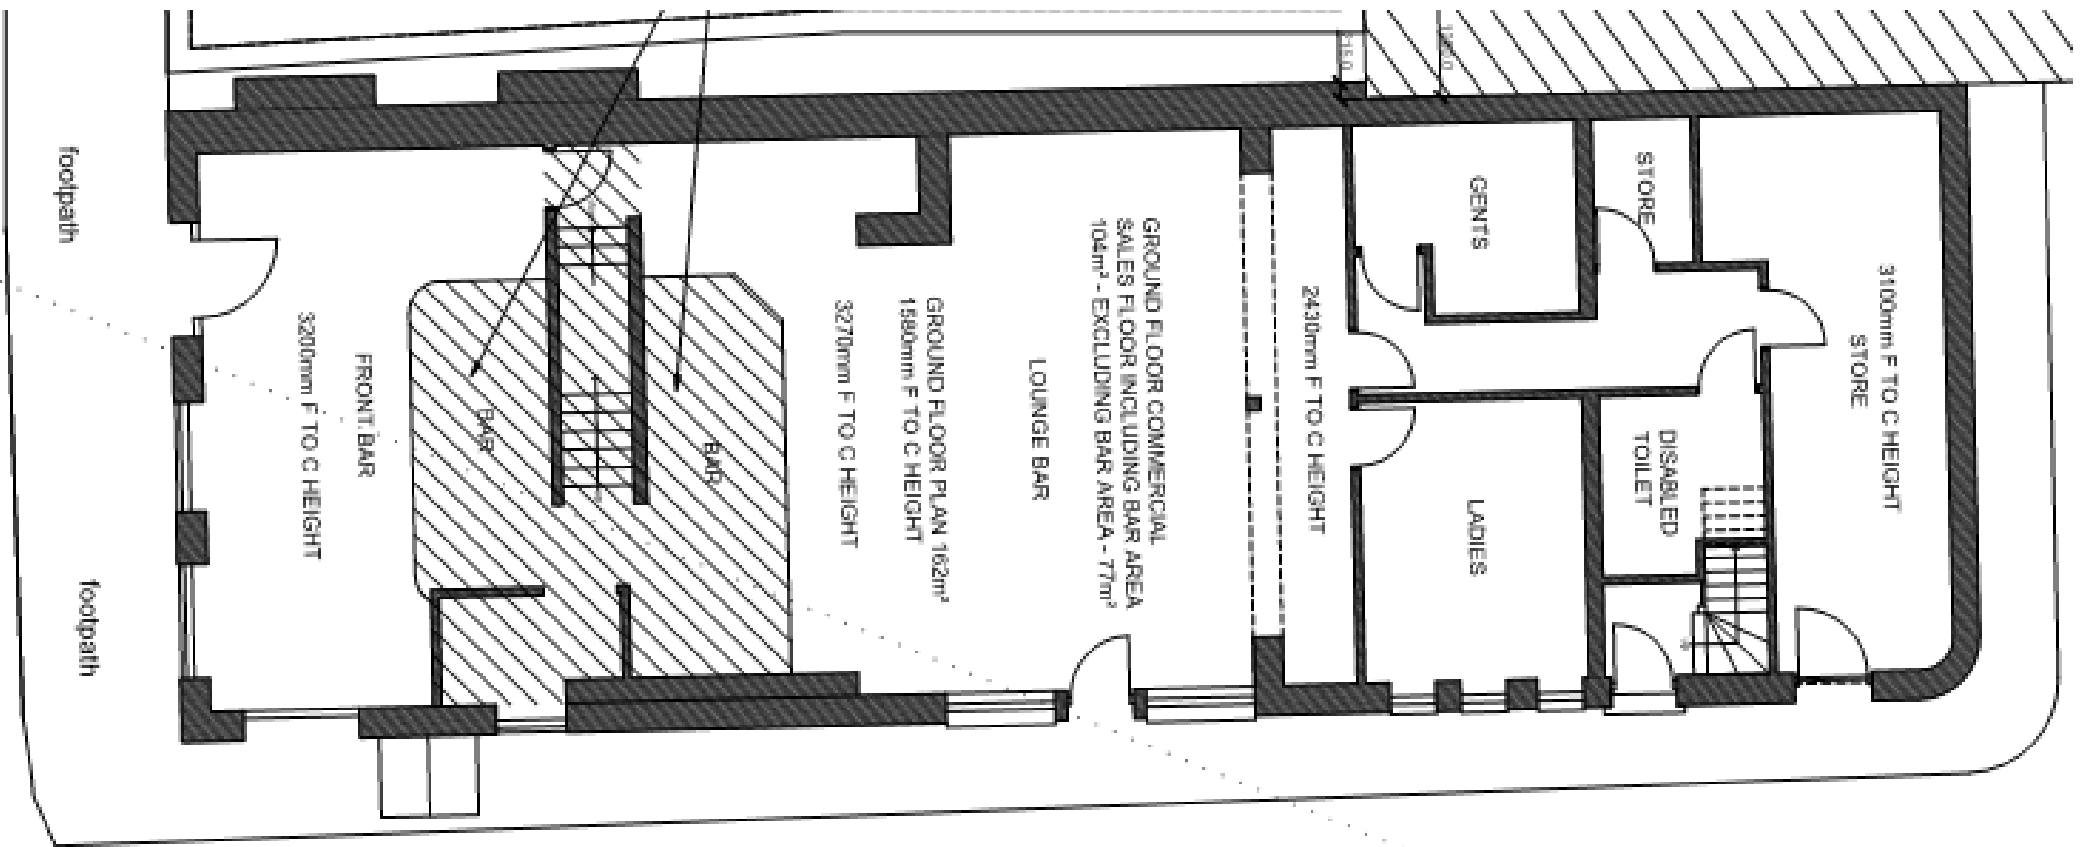 footpath
footpath
FRONT BAR
3200mm F TO C HEIGHT
BAR
BAR
GROUND FLOOR PLAN 162m²
1580mm F TO C HEIGHT
3270mm F TO C HEIGHT
LOUNGE BAR
GROUND FLOOR COMMERCIAL
SALES FLOOR INCLUDING BAR AREA
104m² - EXCLUDING BAR AREA - 77m²
2430mm F TO C HEIGHT
GENTS
LADIES
STORE
DISABLED
TOILET
3100mm F TO C HEIGHT
STORE